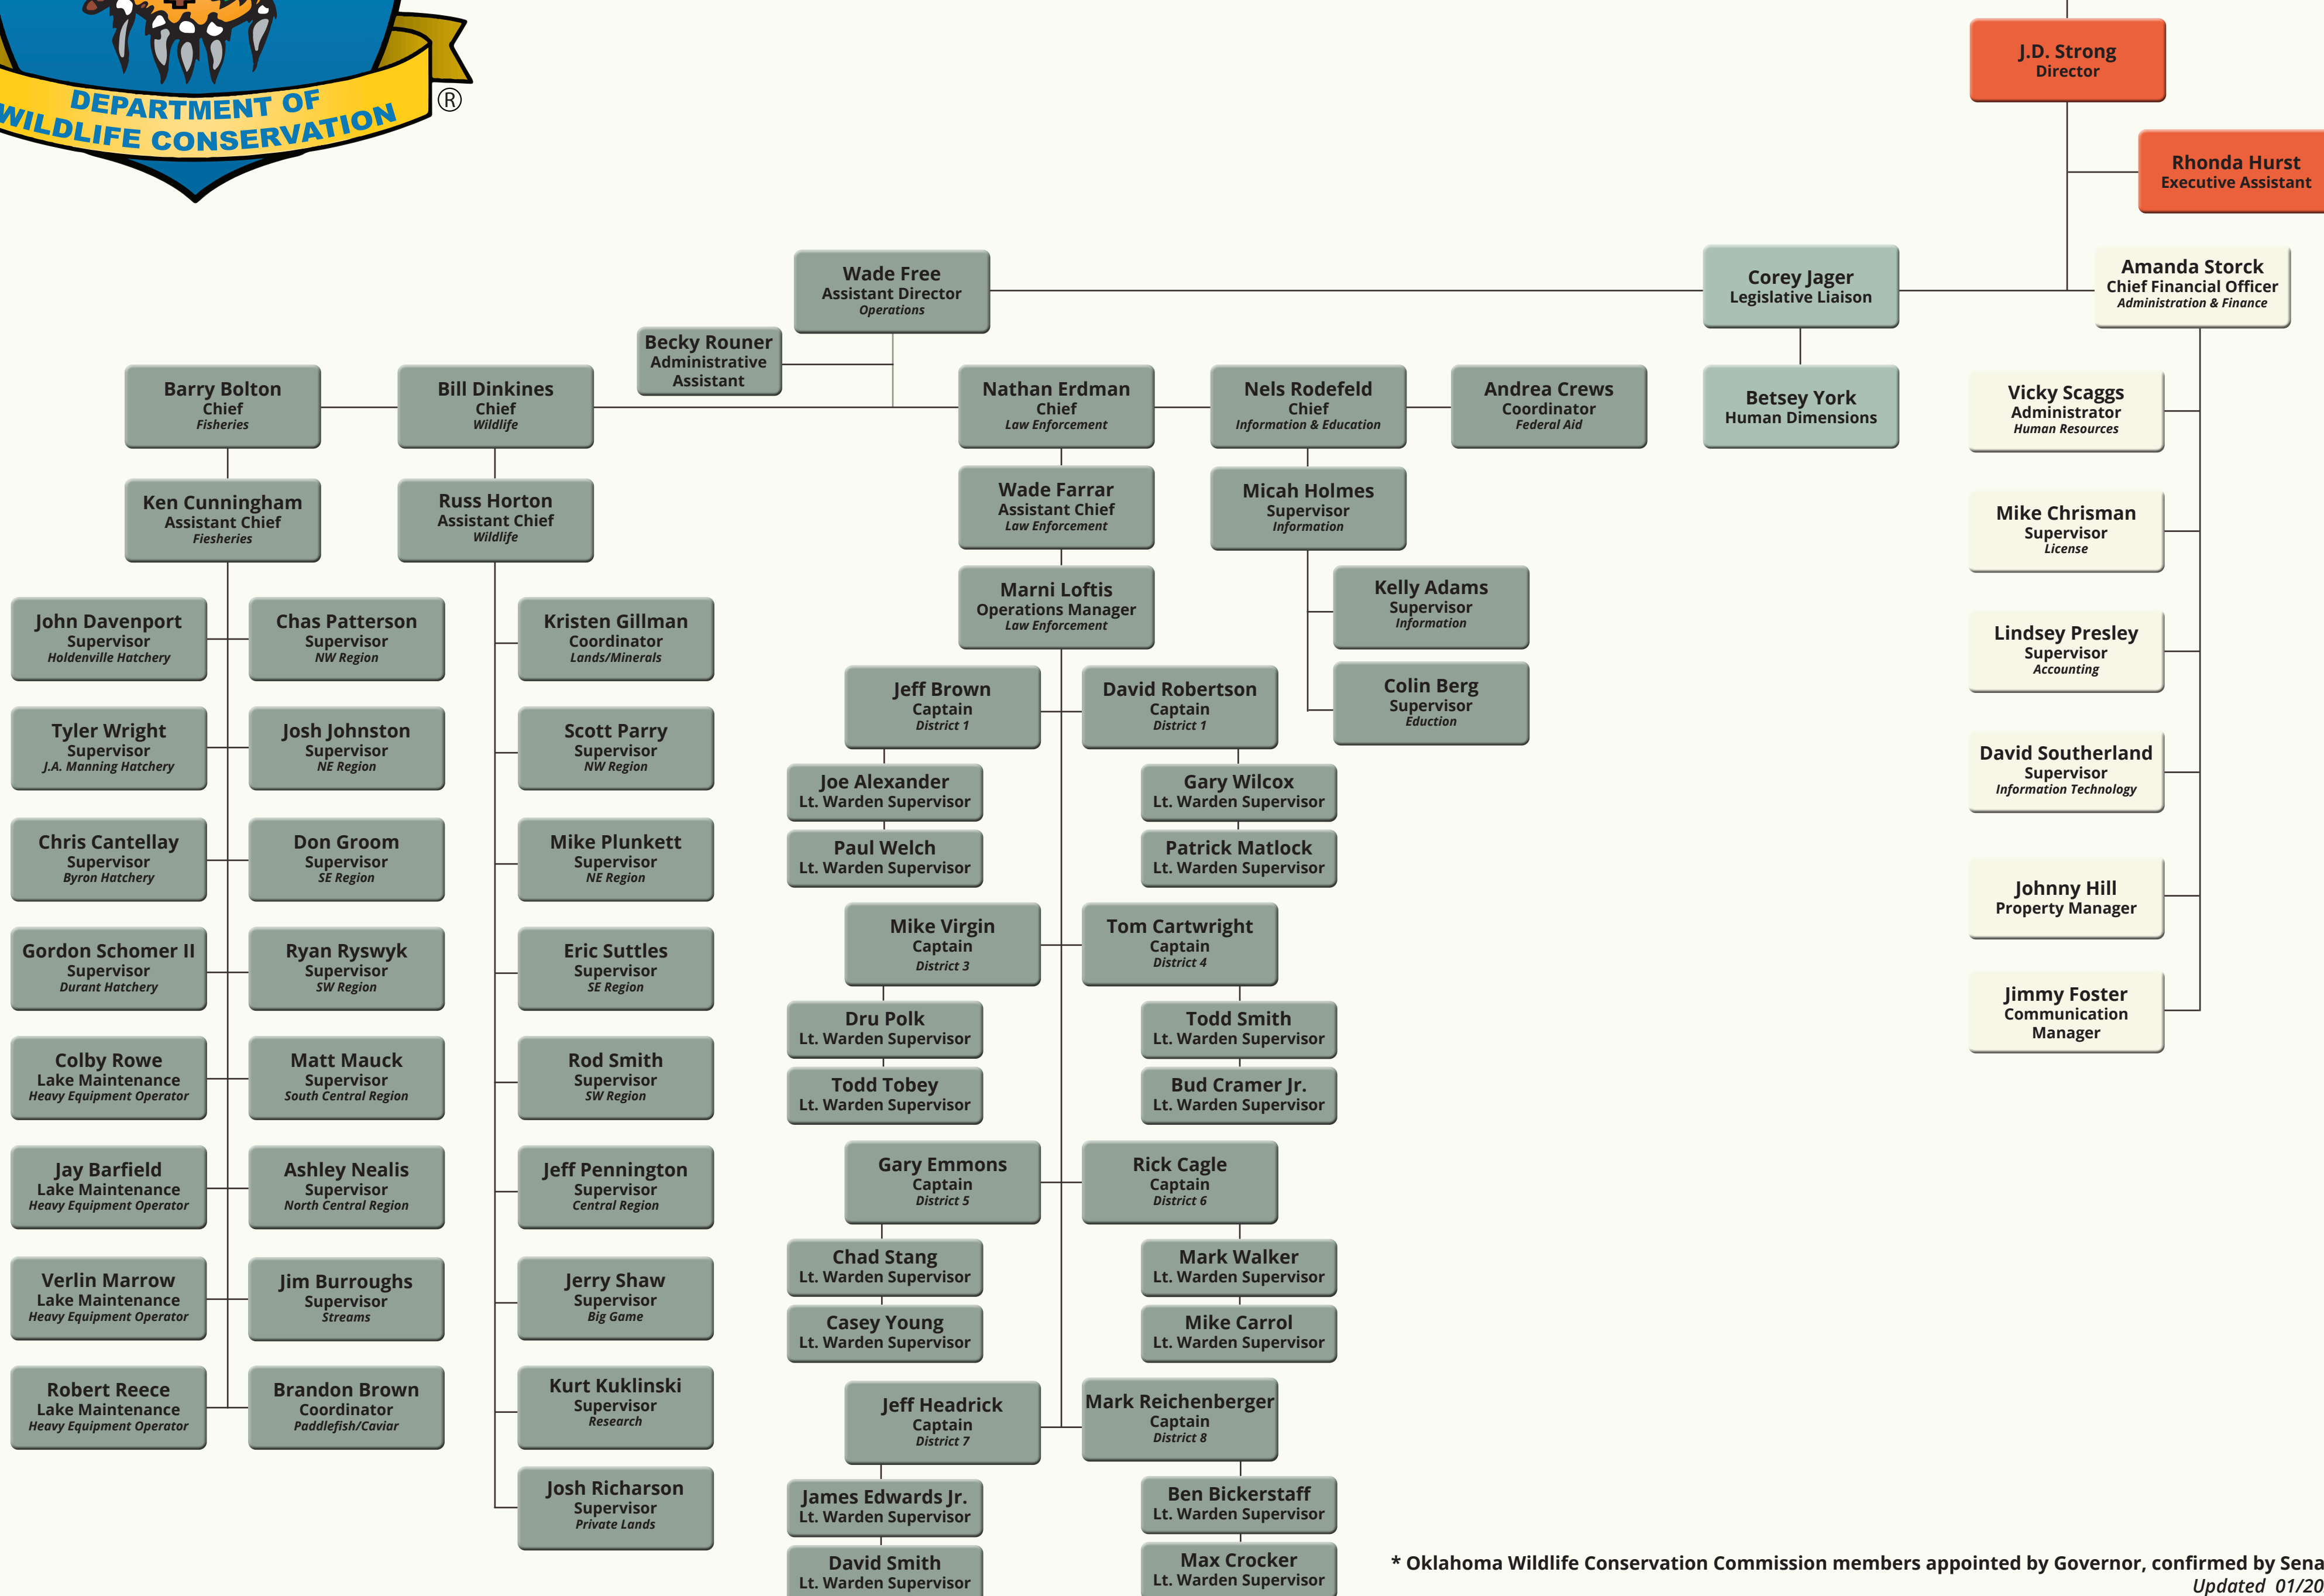 DEPARTMENT OF
WILDLIFE CONSERVATION
®
J.D. Strong
Director
Rhonda Hurst
Executive Assistant
Wade Free
Assistant Director
Operations
Corey Jager
Legislative Liaison
Amanda Storck
Chief Financial Officer
Administration & Finance
Becky Rouner
Administrative
Assistant
Barry Bolton
Chief
Fisheries
Bill Dinkines
Chief
Wildlife
Nathan Erdman
Chief
Law Enforcement
Nels Rodefeld
Chief
Information & Education
Andrea Crews
Coordinator
Federal Aid
Betsey York
Human Dimensions
Vicky Scaggs
Administrator
Human Resources
Ken Cunningham
Assistant Chief
Fiesheries
Russ Horton
Assistant Chief
Wildlife
Wade Farrar
Assistant Chief
Law Enforcement
Micah Holmes
Supervisor
Information
Mike Chrisman
Supervisor
License
Marni Loftis
Operations Manager
Law Enforcement
Kelly Adams
Supervisor
Information
Colin Berg
Supervisor
Eduction
Lindsey Presley
Supervisor
Accounting
David Southerland
Supervisor
Information Technology
Johnny Hill
Property Manager
Jimmy Foster
Communication
Manager
John Davenport
Supervisor
Holdenville Hatchery
Chas Patterson
Supervisor
NW Region
Tyler Wright
Supervisor
J.A. Manning Hatchery
Josh Johnston
Supervisor
NE Region
Chris Cantellay
Supervisor
Byron Hatchery
Don Groom
Supervisor
SE Region
Gordon Schomer II
Supervisor
Durant Hatchery
Ryan Ryswyk
Supervisor
SW Region
Colby Rowe
Lake Maintenance
Heavy Equipment Operator
Matt Mauck
Supervisor
South Central Region
Jay Barfield
Lake Maintenance
Heavy Equipment Operator
Ashley Nealis
Supervisor
North Central Region
Verlin Marrow
Lake Maintenance
Heavy Equipment Operator
Jim Burroughs
Supervisor
Streams
Robert Reece
Lake Maintenance
Heavy Equipment Operator
Brandon Brown
Coordinator
Paddlefish/Caviar
Kristen Gillman
Coordinator
Lands/Minerals
Scott Parry
Supervisor
NW Region
Mike Plunkett
Supervisor
NE Region
Eric Suttles
Supervisor
SE Region
Rod Smith
Supervisor
SW Region
Jeff Pennington
Supervisor
Central Region
Jerry Shaw
Supervisor
Big Game
Kurt Kuklinski
Supervisor
Research
Josh Richarson
Supervisor
Private Lands
Jeff Brown
Captain
District 1
David Robertson
Captain
District 1
Joe Alexander
Lt. Warden Supervisor
Gary Wilcox
Lt. Warden Supervisor
Paul Welch
Lt. Warden Supervisor
Patrick Matlock
Lt. Warden Supervisor
Mike Virgin
Captain
District 3
Tom Cartwright
Captain
District 4
Dru Polk
Lt. Warden Supervisor
Todd Smith
Lt. Warden Supervisor
Todd Tobey
Lt. Warden Supervisor
Bud Cramer Jr.
Lt. Warden Supervisor
Gary Emmons
Captain
District 5
Rick Cagle
Captain
District 6
Chad Stang
Lt. Warden Supervisor
Mark Walker
Lt. Warden Supervisor
Casey Young
Lt. Warden Supervisor
Mike Carrol
Lt. Warden Supervisor
Jeff Headrick
Captain
District 7
Mark Reichenberger
Captain
District 8
James Edwards Jr.
Lt. Warden Supervisor
Ben Bickerstaff
Lt. Warden Supervisor
David Smith
Lt. Warden Supervisor
Max Crocker
Lt. Warden Supervisor
* Oklahoma Wildlife Conservation Commission members appointed by Governor, confirmed by Sena
Updated 01/20